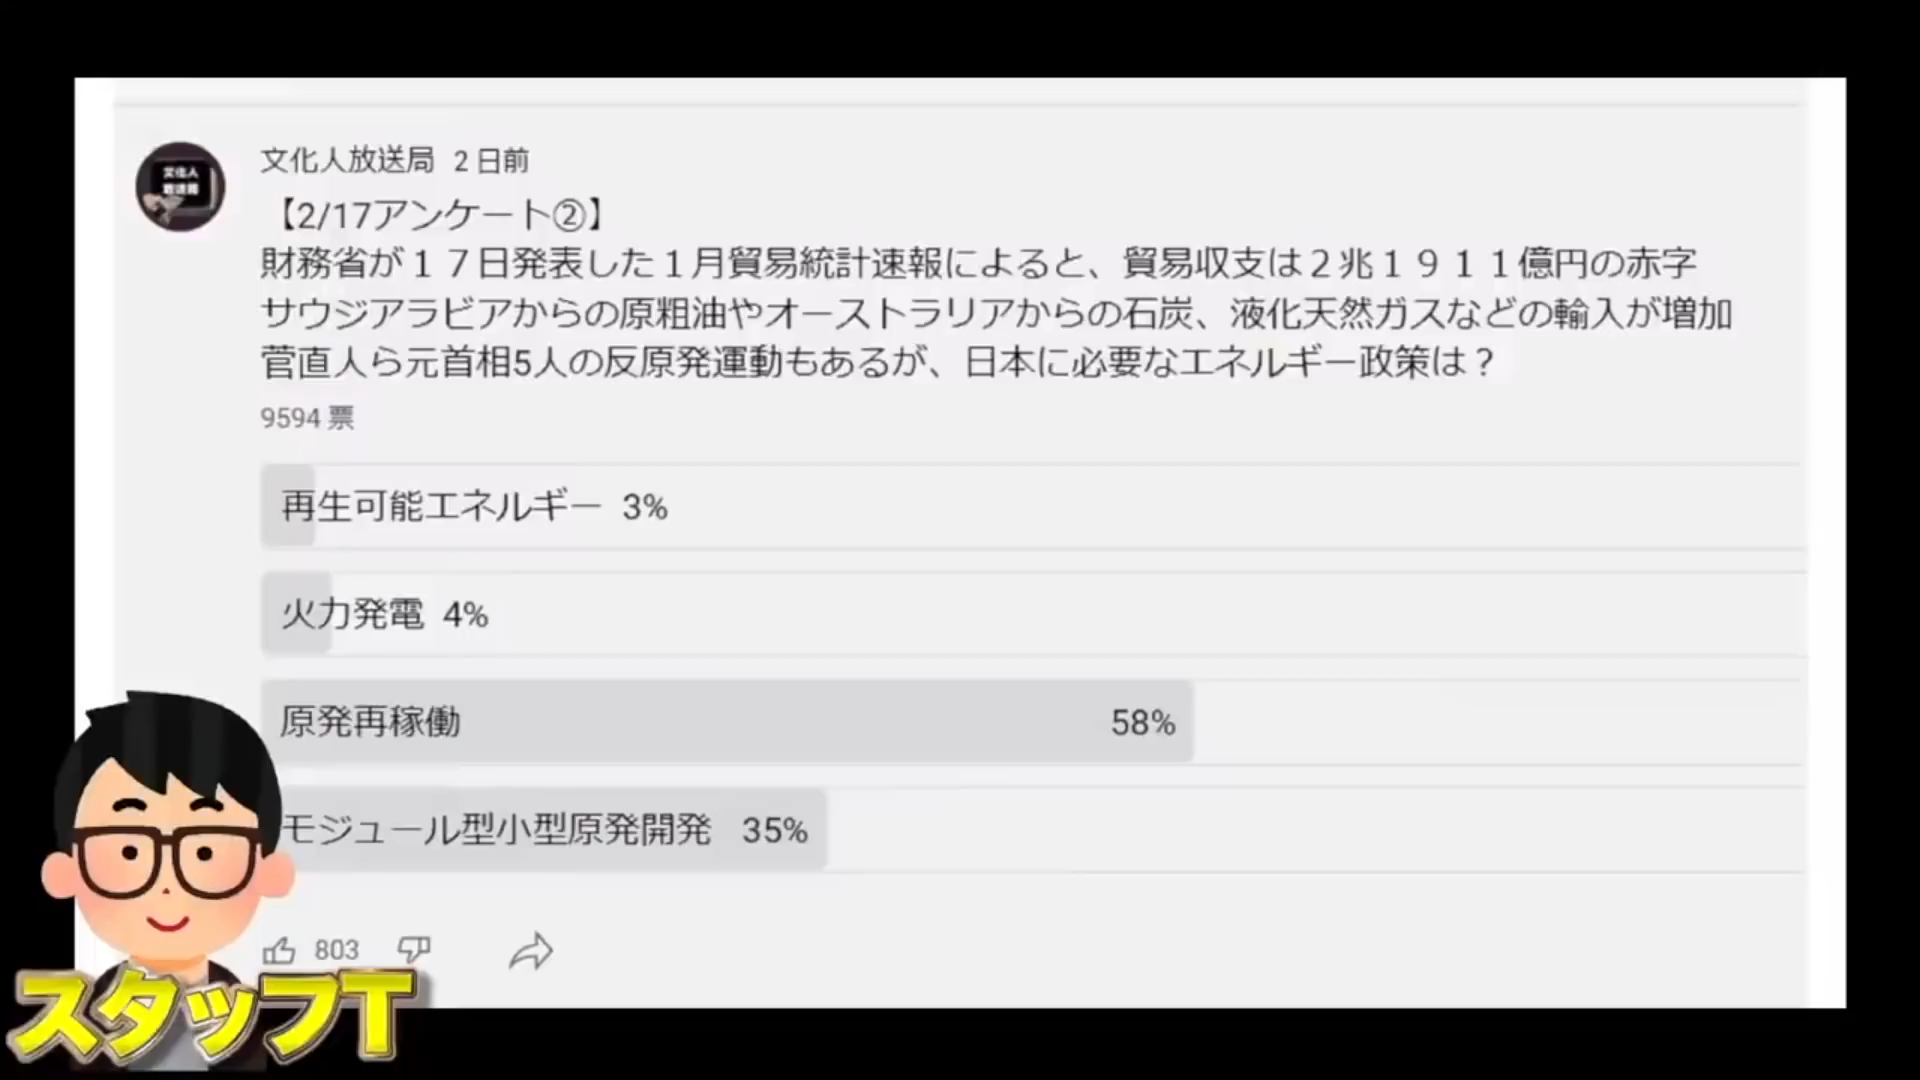 文化人放送局 2 日前
【2/17アンケート②】
財務省が１７日発表した１月貿易統計速報によると、貿易収支は２兆１９１１億円の赤字
サウジアラビアからの原粗油やオーストラリアからの石炭、液化天然ガスなどの輸入が増加
菅直人ら元首相5人の反原発運動もあるが、日本に必要なエネルギー政策は？
9594 票
再生可能エネルギー 3%
火力発電 4%
原発再稼働 58%
モジュール型小型原発開発 35%
803
スタッフT
文化人
放送局